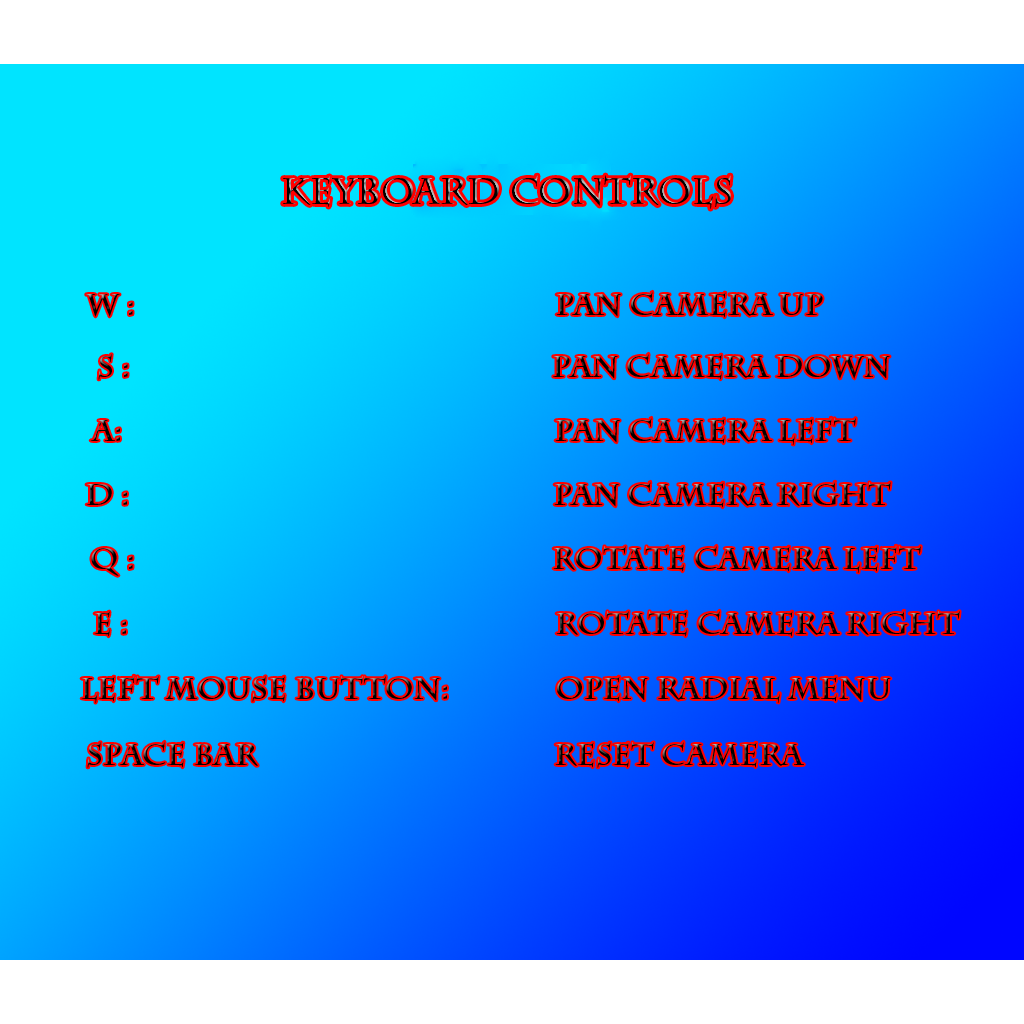 KEYBOARD CONTROLS
W : PAN CAMERA UP
S : PAN CAMERA DOWN
A: PAN CAMERA LEFT
D : PAN CAMERA RIGHT
Q : ROTATE CAMERA LEFT
E : ROTATE CAMERA RIGHT
LEFT MOUSE BUTTON: OPEN RADIAL MENU
SPACE BAR RESET CAMERA